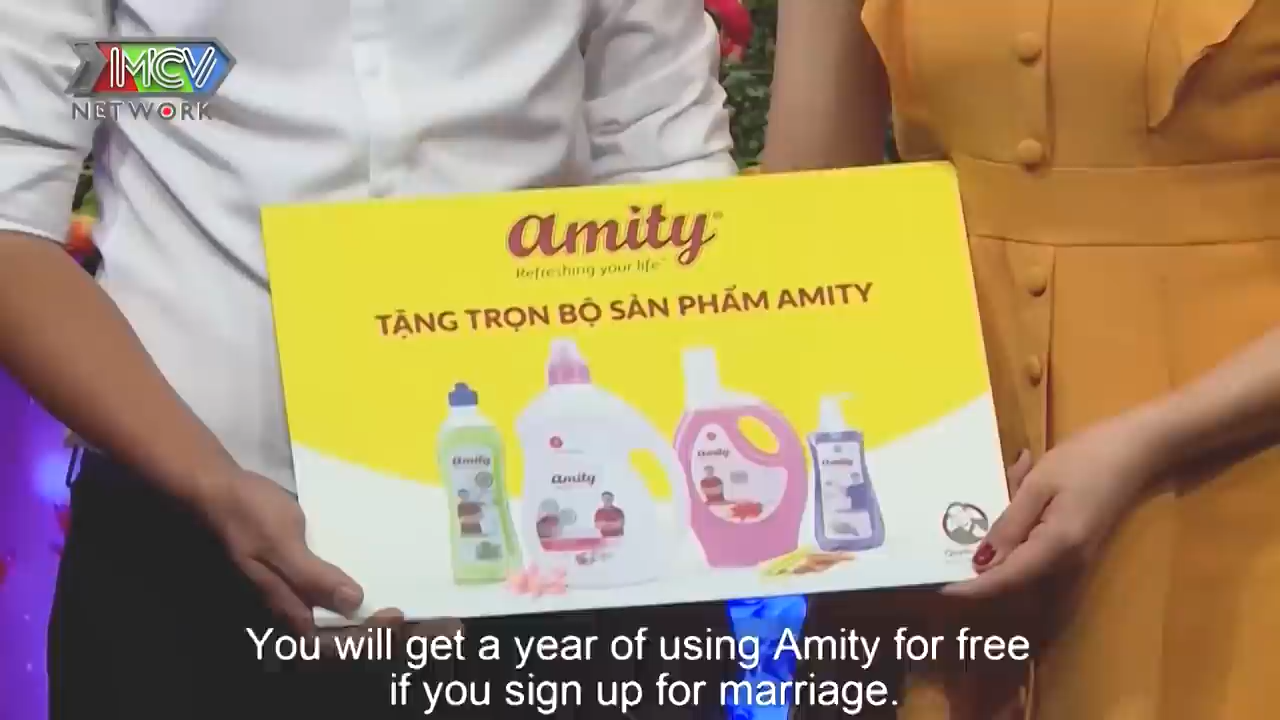 MCV
NETWORK
amity®
Refreshing your life™
TẶNG TRỌN BỘ SẢN PHẨM AMITY
amity
amity
amity
amity
You will get a year of using Amity for free
if you sign up for marriage.